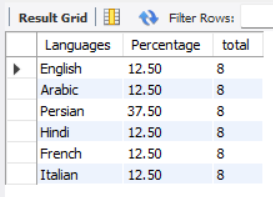 Result Grid Filter Rows:
Languages Percentage total
English 12.50 8
Arabic 12.50 8
Persian 37.50 8
Hindi 12.50 8
French 12.50 8
Italian 12.50 8